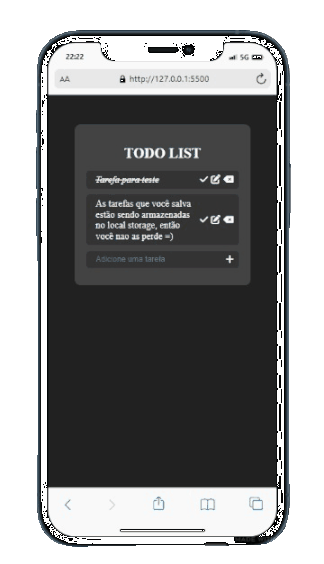 22:22
5G
AA
http://127.0.0.1:5500
TODO LIST
Tarefa para teste
As tarefas que você salva
estão sendo armazenadas
no local storage, então
você nao as perde =)
Adicione uma tarefa